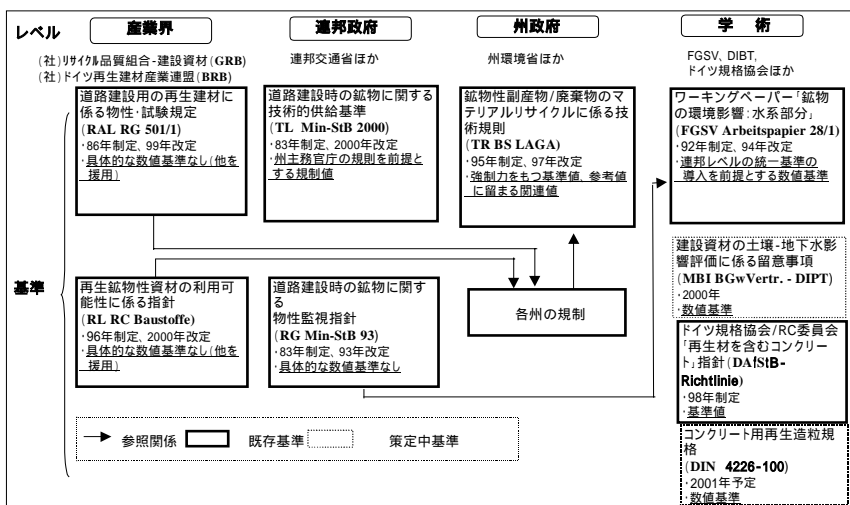 レベル
産業界
連邦政府
州政府
学術
(社)リサイクル品質組合-建設資材(GRB)
(社)ドイツ再生建材産業連盟(BRB)
連邦交通省ほか
州環境省ほか
FGSV、DIBT、
ドイツ規格協会ほか
基準
道路建設用の再生建材に
係る物性・試験規定
(RAL RG 501/1)
・86年制定、99年改定
・具体的な数値基準なし(他を
援用)
道路建設時の鉱物に関する
技術的供給基準
(TL Min-StB 2000)
・83年制定、2000年改定
・州主務官庁の規則を前提と
する規制値
鉱物性副産物/廃棄物のマ
テリアルリサイクルに係る技
術規則
(TR BS LAGA)
・95年制定、97年改定
・強制力をもつ基準値、参考値
に留まる関連値
ワーキングペーパー「鉱物
の環境影響:水系部分」
(FGSV Arbeitspapier 28/1)
・92年制定、94年改定
・連邦レベルの統一基準の
導入を前提とする数値基準
再生鉱物性資材の利用可
能性に係る指針
(RL RC Baustoffe)
・96年制定、2000年改定
・具体的な数値基準なし(他を
援用)
道路建設時の鉱物に関す
る
物性監視指針
(RG Min-StB 93)
・83年制定、93年改定
・具体的な数値基準なし
各州の規制
建設資材の土壌-地下水影
響評価に係る留意事項
(MBI BGwVertr. - DIPT)
・2000年
・数値基準
ドイツ規格協会/RC委員会
「再生材を含むコンクリー
ト」指針(DAfStB-
Richtlinie)
・98年制定
・基準値
コンクリート用再生造粒規
格
(DIN 4226-100)
・2001年予定
・数値基準
参照関係 既存基準 策定中基準